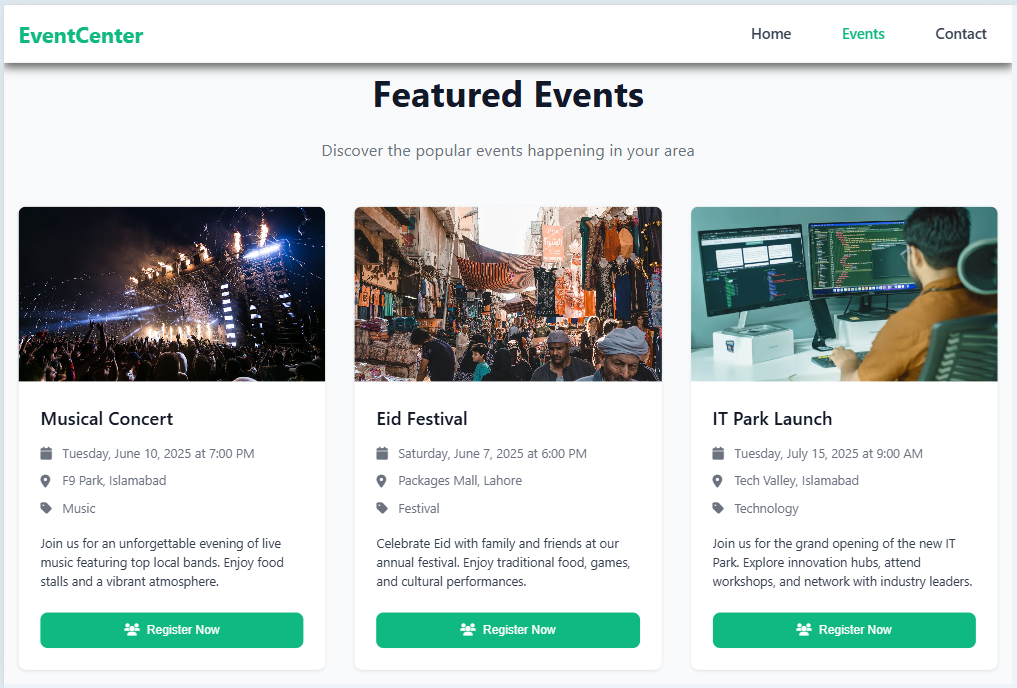 EventCenter
Home
Events
Contact
Featured Events
Discover the popular events happening in your area
Musical Concert
Tuesday, June 10, 2025 at 7:00 PM
F9 Park, Islamabad
Music
Join us for an unforgettable evening of live
music featuring top local bands. Enjoy food
stalls and a vibrant atmosphere.
Register Now
Eid Festival
Saturday, June 7, 2025 at 6:00 PM
Packages Mall, Lahore
Festival
Celebrate Eid with family and friends at our
annual festival. Enjoy traditional food, games,
and cultural performances.
Register Now
IT Park Launch
Tuesday, July 15, 2025 at 9:00 AM
Tech Valley, Islamabad
Technology
Join us for the grand opening of the new IT
Park. Explore innovation hubs, attend
workshops, and network with industry leaders.
Register Now